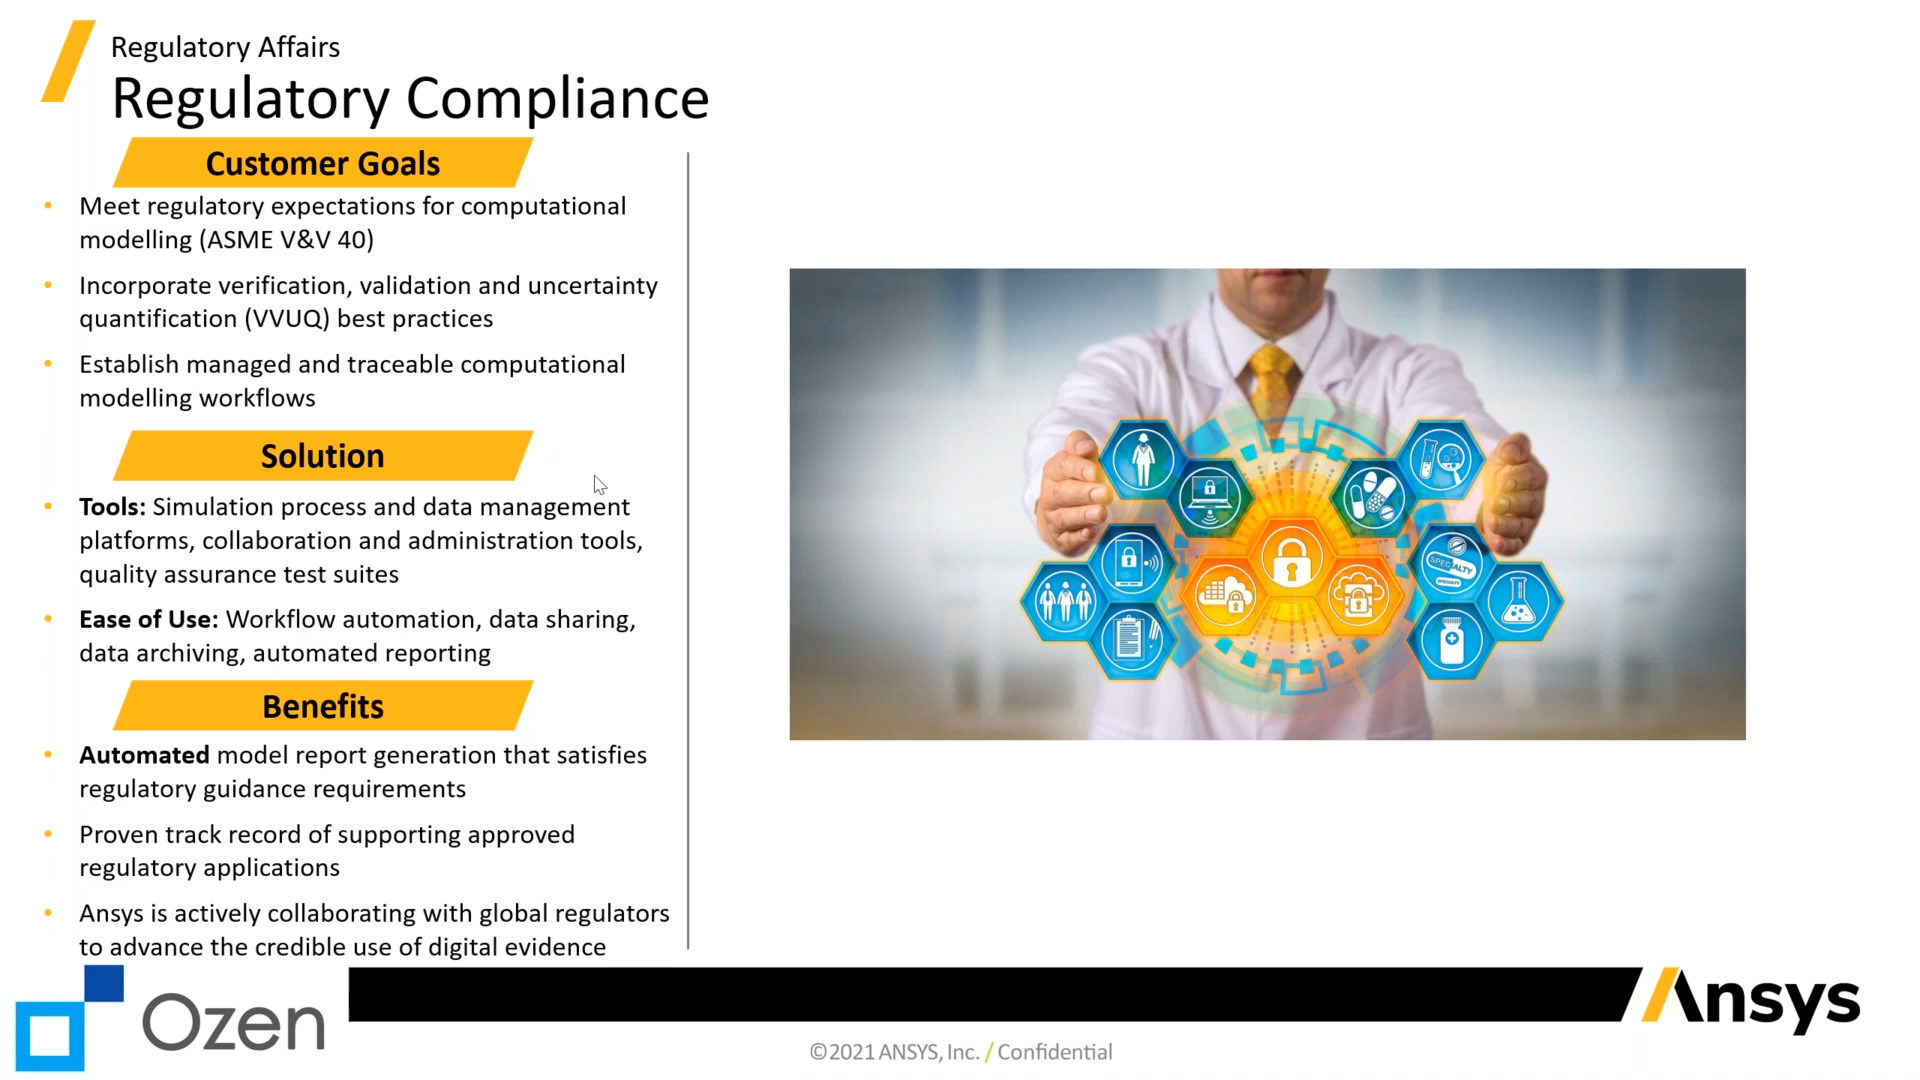 Regulatory Affairs
Regulatory Compliance
Customer Goals
• Meet regulatory expectations for computational
modelling (ASME V&V 40)
• Incorporate verification, validation and uncertainty
quantification (VVUQ) best practices
• Establish managed and traceable computational
modelling workflows
Solution
• Tools: Simulation process and data management
platforms, collaboration and administration tools,
quality assurance test suites
• Ease of Use: Workflow automation, data sharing,
data archiving, automated reporting
Benefits
• Automated model report generation that satisfies
regulatory guidance requirements
• Proven track record of supporting approved
regulatory applications
• Ansys is actively collaborating with global regulators
to advance the credible use of digital evidence
SPECIALTY
SPECIALTY
Ozen
Ansys
©2021 ANSYS, Inc. / Confidential